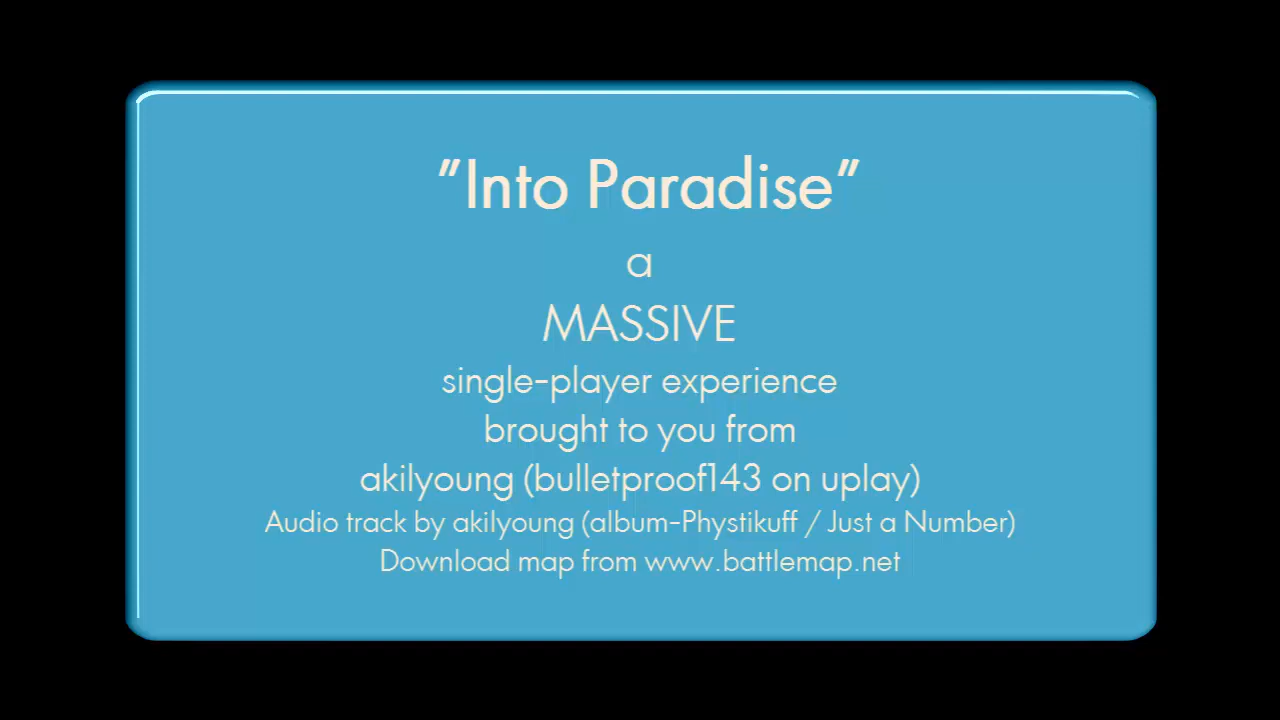 "Into Paradise"
a
MASSIVE
single-player experience
brought to you from
akilyoung (bulletproof143 on uplay)
Audio track by akilyoung (album-Phystikuff / Just a Number)
Download map from www.battlemap.net